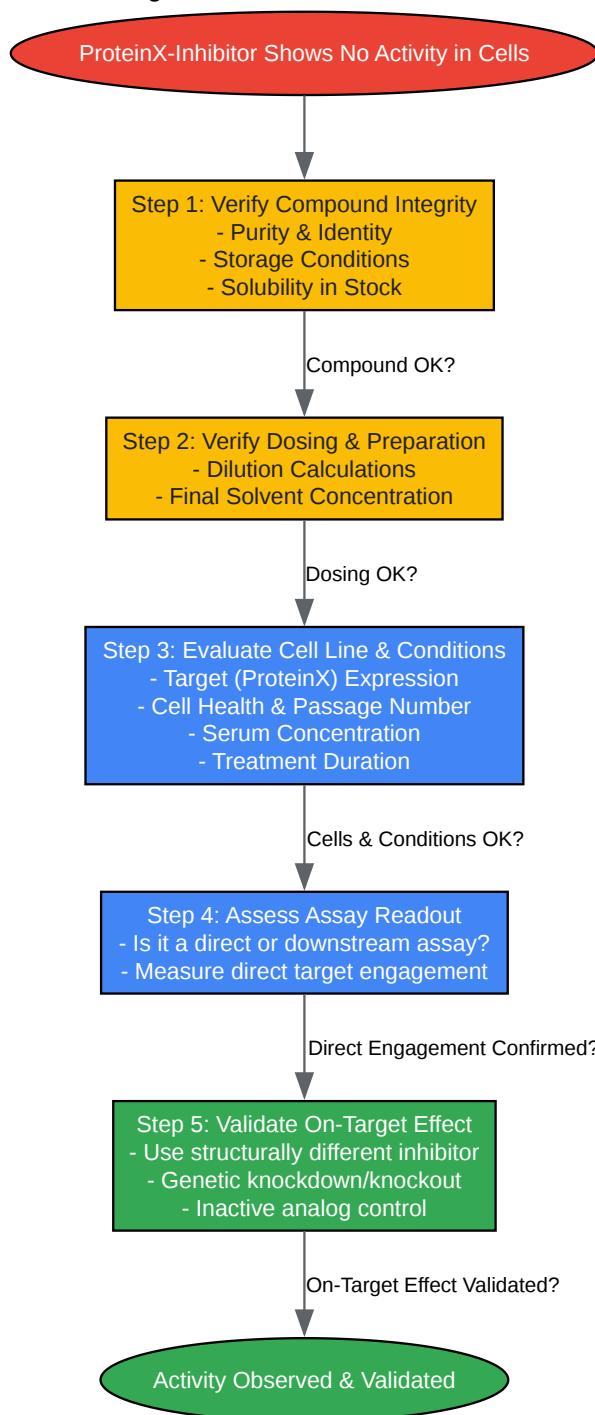 ProteinX-Inhibitor Shows No Activity in Cells
Step 1: Verify Compound Integrity
- Purity & Identity
- Storage Conditions
- Solubility in Stock
Compound OK?
Step 2: Verify Dosing & Preparation
- Dilution Calculations
- Final Solvent Concentration
Dosing OK?
Step 3: Evaluate Cell Line & Conditions
- Target (ProteinX) Expression
- Cell Health & Passage Number
- Serum Concentration
- Treatment Duration
Cells & Conditions OK?
Step 4: Assess Assay Readout
- Is it a direct or downstream assay?
- Measure direct target engagement
Direct Engagement Confirmed?
Step 5: Validate On-Target Effect
- Use structurally different inhibitor
- Genetic knockdown/knockout
- Inactive analog control
On-Target Effect Validated?
Activity Observed & Validated